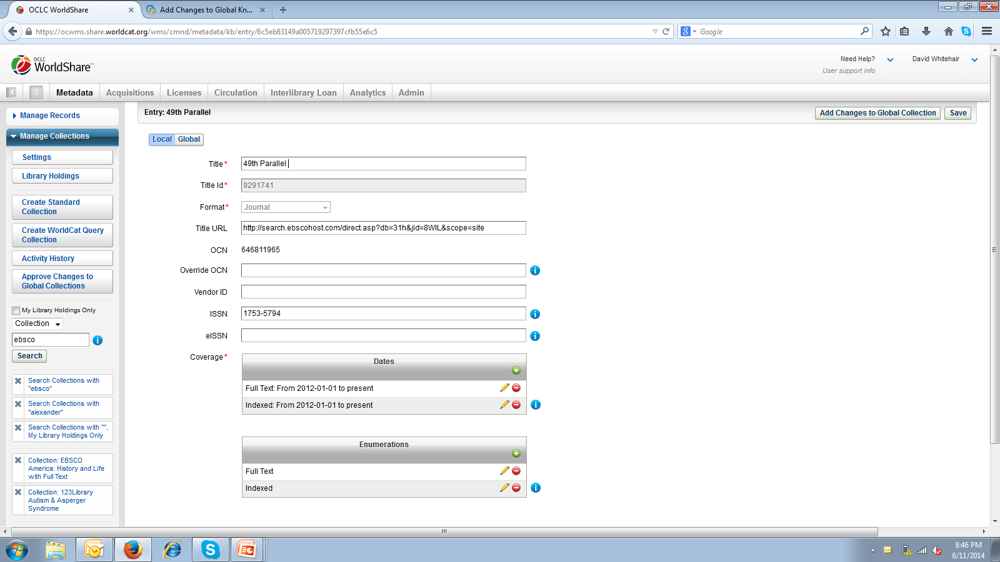 OCLC WorldShare
Add Changes to Global Kn...
https://ocwms.share.worldcat.org/wms/cmnd/metadata/kb/entry/6c5eb83149a005719297397cfb55e6c5
8
Google
OCLC
WorldShare™
Need Help?
David Whitehair
User support info
0
Metadata
Acquisitions
Licenses
Circulation
Interlibrary Loan
Analytics
Admin
Manage Records
Manage Collections
Settings
Library Holdings
Create Standard
Collection
Create WorldCat Query
Collection
Activity History
Approve Changes to
Global Collections
My Library Holdings Only
Collection
ebsco
Search
Search Collections with
"ebsco"
Search Collections with
"alexander"
Search Collections with "",
My Library Holdings Only
Collection: EBSCO
America: History and Life
with Full Text
Collection: 123Library
Autism & Asperger
Syndrome
Entry: 49th Parallel
Add Changes to Global Collection
Save
Local
Global
Title* 49th Parallel
Title Id* 9291741
Format* Journal
Title URL http://search.ebscohost.com/direct.asp?db=31h&jid=8WIL&scope=site
OCN 646811965
Override OCN
Vendor ID
ISSN 1753-5794
eISSN
Coverage*
Dates
Full Text: From 2012-01-01 to present
Indexed: From 2012-01-01 to present
Enumerations
Full Text
Indexed
8:46 PM
6/11/2014